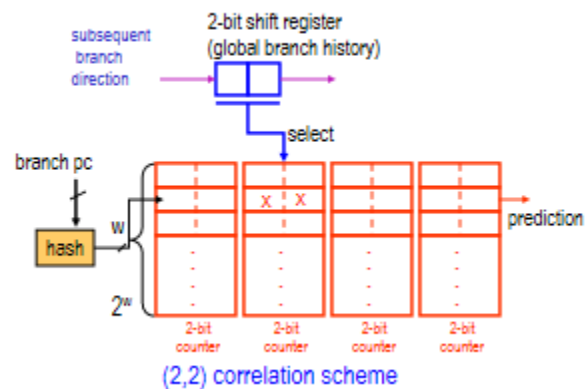 2-bit shift register
(global branch history)
subsequent
branch
direction
select
branch pc
X X
w
hash
prediction
2^w
2-bit
counter
2-bit
counter
2-bit
counter
2-bit
counter
(2,2) correlation scheme